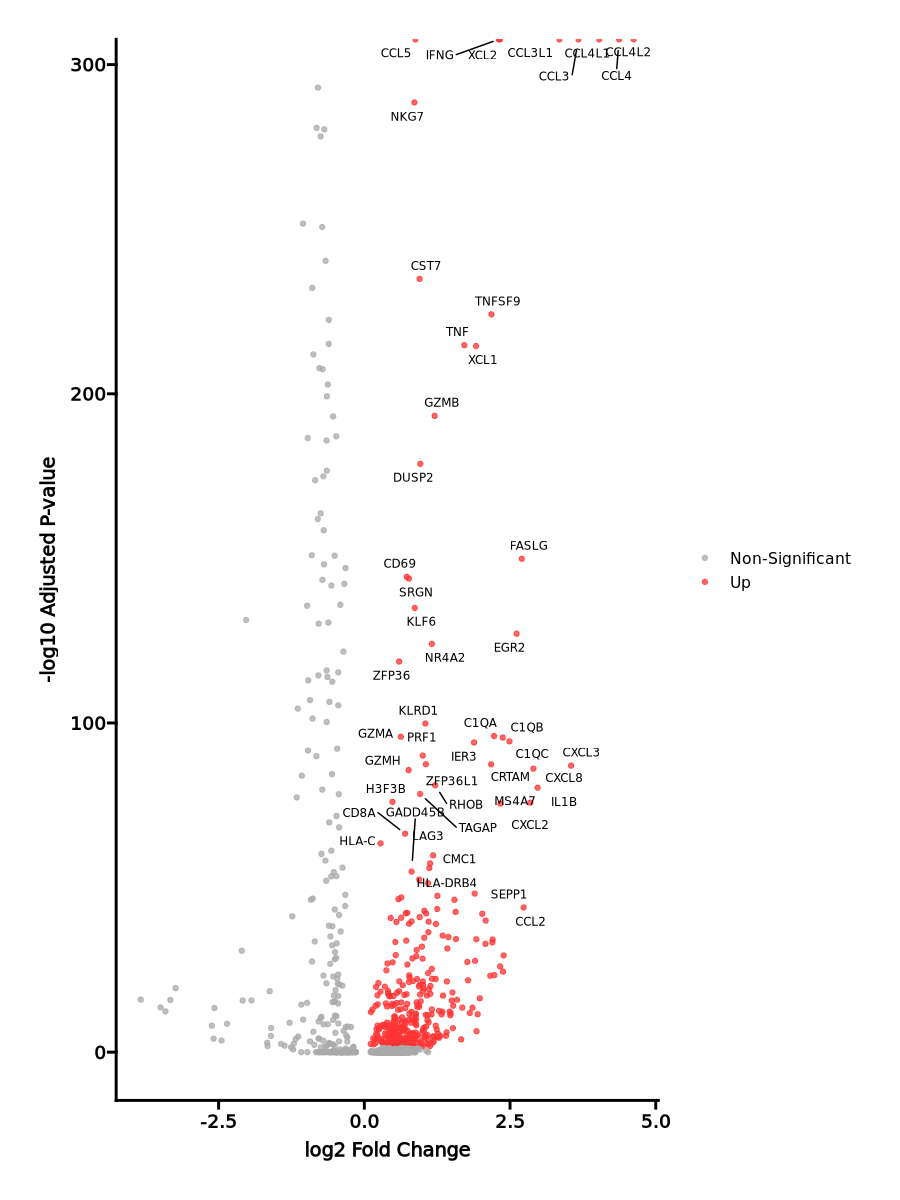 CCL5 IFNG XCL2 CCL3L1 CCL4L1 CCL4L2
CCL3 CCL4
300
NKG7
CST7
TNFSF9
TNF
XCL1
200
GZMB
DUSP2
FASLG
CD69
SRGN
KLF6
EGR2
NR4A2
ZFP36
KLRD1
100
C1QA C1QB
GZMA PRF1
IER3 C1QC CXCL3
GZMH
CRTAM CXCL8
ZFP36L1
H3F3B
MS4A7 IL1B
RHOB
CD8A GADD45B
TAGAP CXCL2
LAG3
HLA-C
CMC1
HLA-DRB4
SEPP1
CCL2
0
-2.5 0.0 2.5 5.0
log2 Fold Change
-log10 Adjusted P-value
Non-Significant
Up